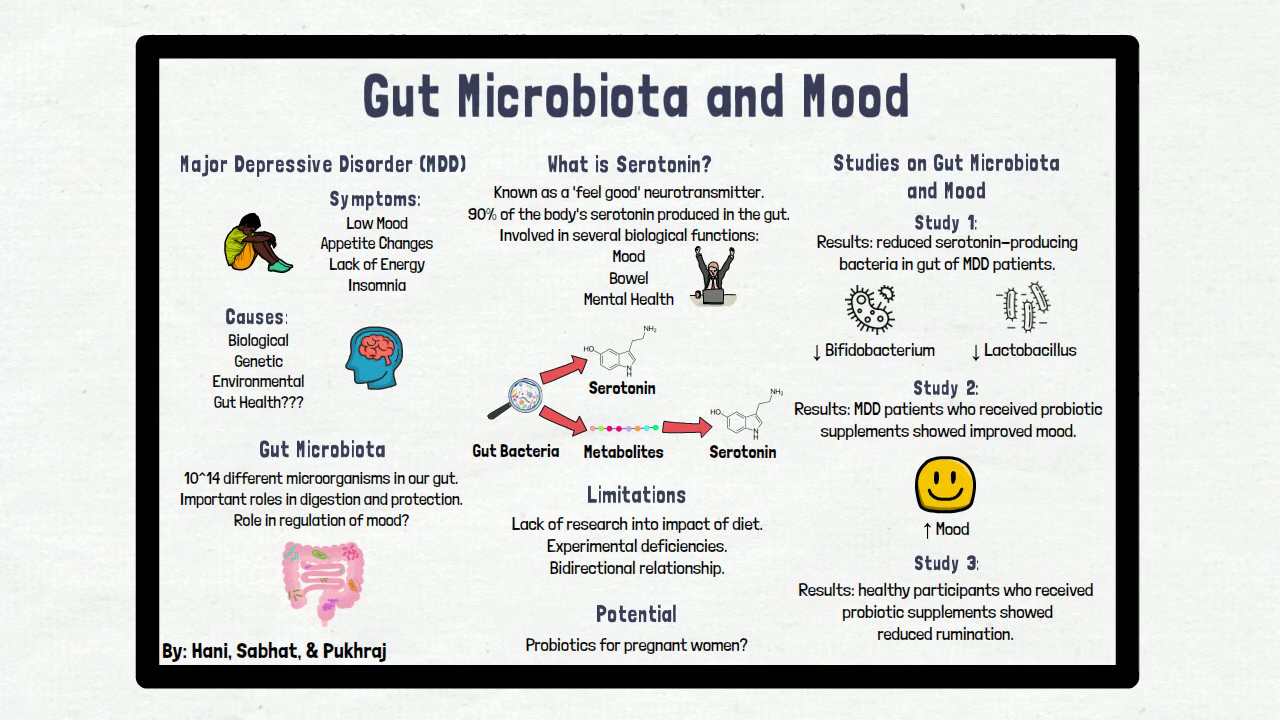 Gut Microbiota and Mood
Major Depressive Disorder (MDD)
Symptoms:
Low Mood
Appetite Changes
Lack of Energy
Insomnia
Causes:
Biological
Genetic
Environmental
Gut Health???
Gut Microbiota
10^14 different microorganisms in our gut.
Important roles in digestion and protection.
Role in regulation of mood?
By: Hani, Sabhat, & Pukhraj
What is Serotonin?
Known as a 'feel good' neurotransmitter.
90% of the body's serotonin produced in the gut.
Involved in several biological functions:
Mood
Bowel
Mental Health
NH₂
HO
N
H
Serotonin
NH₂
HO
N
H
Gut Bacteria
Metabolites
Serotonin
Limitations
Lack of research into impact of diet.
Experimental deficiencies.
Bidirectional relationship.
Potential
Probiotics for pregnant women?
Studies on Gut Microbiota
and Mood
Study 1:
Results: reduced serotonin-producing
bacteria in gut of MDD patients.
↓ Bifidobacterium
↓ Lactobacillus
Study 2:
Results: MDD patients who received probiotic
supplements showed improved mood.
↑ Mood
Study 3:
Results: healthy participants who received
probiotic supplements showed
reduced rumination.